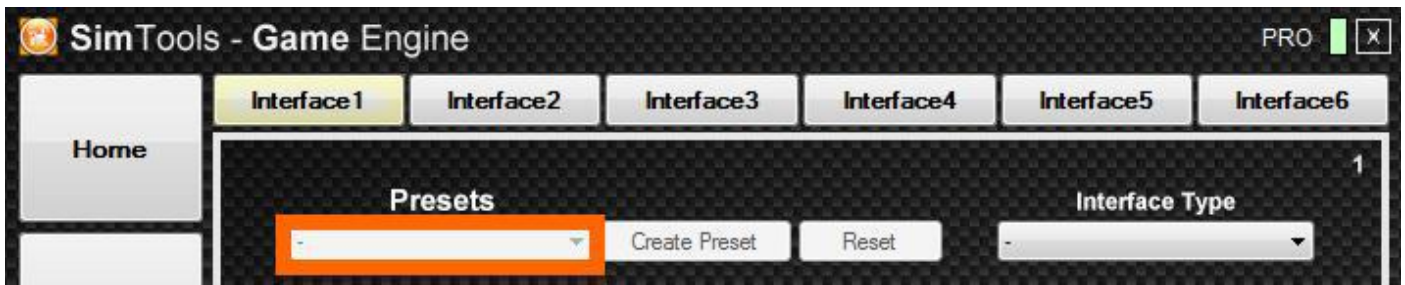 SimTools - Game Engine
PRO
X
Interface1 Interface2 Interface3 Interface4 Interface5 Interface6
Home
1
Presets
Interface Type
-
Create Preset
Reset
-